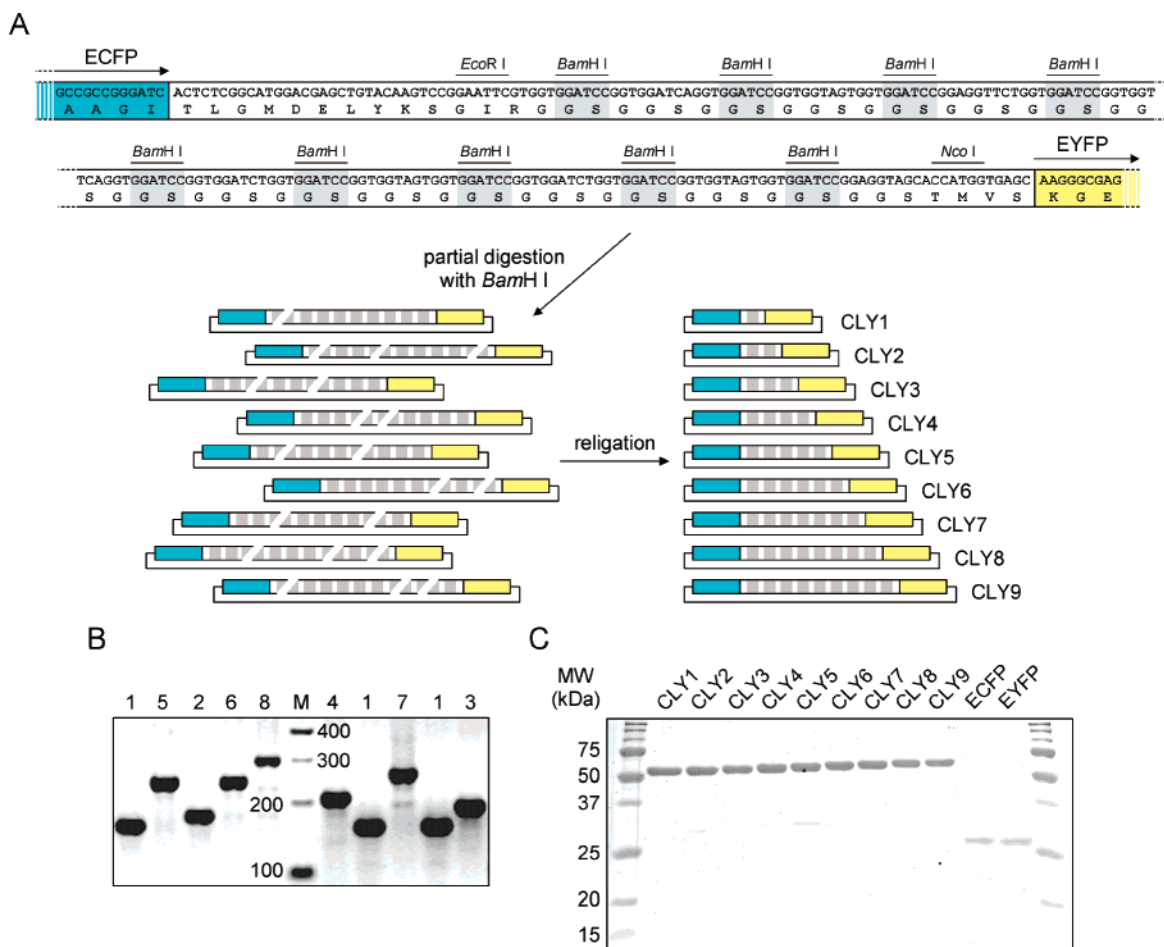 A
ECFP
EcoR I BamH I BamH I BamH I BamH I
GCCGCCGGGATC ACTCTCGGCATGGACGAGCTGTACAAGTCCGGAATTCGTGGTGGATCCGGTGGATCAGGTGGATCCGGTGGTAGTGGTGGATCCGGAGGTTCTGGTGGATCCGGTGGT
A A G I T L G M D E L Y K S G I R G G S G G S G G S G G S G G S G G S G G S G G
BamH I BamH I BamH I BamH I BamH I Nco I EYFP
TCAGGTGGATCCGGTGGATCTGGTGGATCCGGTGGTAGTGGTGGATCCGGTGGATCTGGTGGATCCGGTGGTAGTGGTGGATCCGGAGGTAGCACCATGGTGAGC AAGGGCGAG
S G G S G G S G G S G G S G G S G G S G G S G G S G G S G G S T M V S K G E
partial digestion
with BamH I
CLY1
CLY2
CLY3
CLY4
CLY5
CLY6
CLY7
CLY8
CLY9
religation
B
1 5 2 6 8 M 4 1 7 1 3
400
300
200
100
C
MW
(kDa)
CLY1 CLY2 CLY3 CLY4 CLY5 CLY6 CLY7 CLY8 CLY9 ECFP EYFP
75
50
37
25
20
15